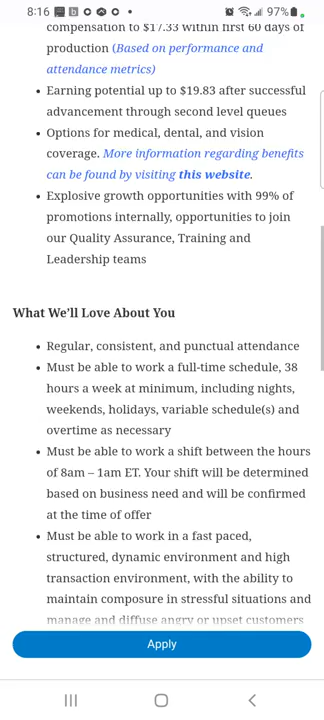 8:16
97%
compensation to $17.33 within first 60 days of
production (Based on performance and
attendance metrics)
• Earning potential up to $19.83 after successful
advancement through second level queues
• Options for medical, dental, and vision
coverage. More information regarding benefits
can be found by visiting this website.
• Explosive growth opportunities with 99% of
promotions internally, opportunities to join
our Quality Assurance, Training and
Leadership teams
What We’ll Love About You
• Regular, consistent, and punctual attendance
• Must be able to work a full-time schedule, 38
hours a week at minimum, including nights,
weekends, holidays, variable schedule(s) and
overtime as necessary
• Must be able to work a shift between the hours
of 8am – 1am ET. Your shift will be determined
based on business need and will be confirmed
at the time of offer
• Must be able to work in a fast paced,
structured, dynamic environment and high
transaction environment, with the ability to
maintain composure in stressful situations and
manage and diffuse angry or upset customers
Apply